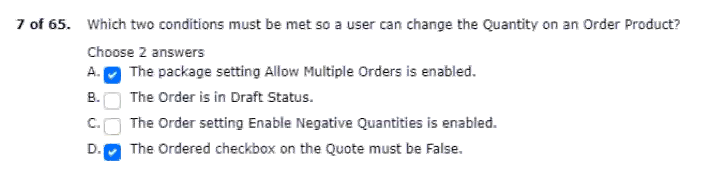 7 of 65. Which two conditions must be met so a user can change the Quantity on an Order Product?
Choose 2 answers
A. The package setting Allow Multiple Orders is enabled.
B. The Order is in Draft Status.
C. The Order setting Enable Negative Quantities is enabled.
D. The Ordered checkbox on the Quote must be False.